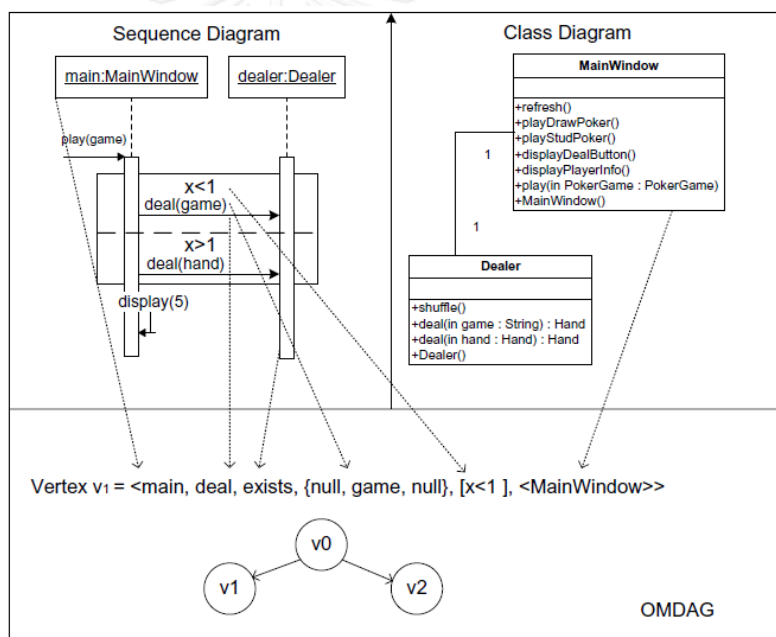 Sequence Diagram
main:MainWindow
dealer:Dealer
play(game)
x<1
deal(game)
x>1
deal(hand)
display(5)
Class Diagram
MainWindow
+refresh()
+playDrawPoker()
+playStudPoker()
+displayDealButton()
+displayPlayerInfo()
+play(in PokerGame : PokerGame)
+MainWindow()
1
1
Dealer
+shuffle()
+deal(in game : String) : Hand
+deal(in hand : Hand) : Hand
+Dealer()
Vertex v1 = <main, deal, exists, {null, game, null}, [x<1 ], <MainWindow>>
v0
v1
v2
OMDAG